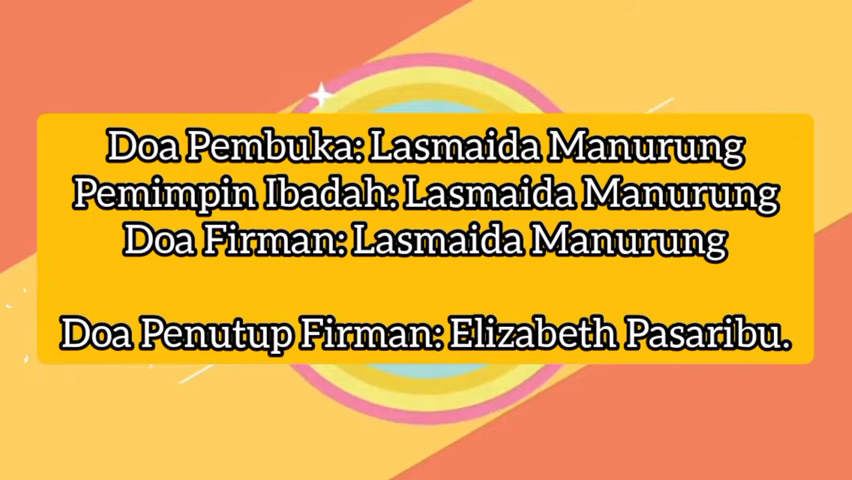 Doa Pembuka: Lasmaida Manurung
Pemimpin Ibadah: Lasmaida Manurung
Doa Firman: Lasmaida Manurung
Doa Penutup Firman: Elizabeth Pasaribu.